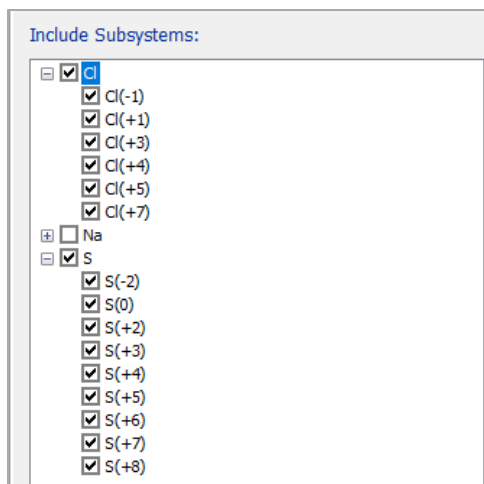 Include Subsystems:
Cl
Cl(-1)
Cl(+1)
Cl(+3)
Cl(+4)
Cl(+5)
Cl(+7)
Na
S
S(-2)
S(0)
S(+2)
S(+3)
S(+4)
S(+5)
S(+6)
S(+7)
S(+8)